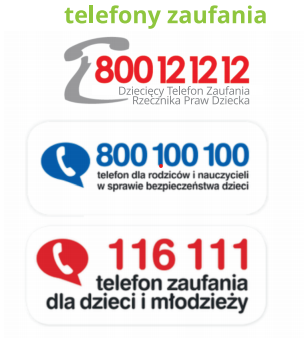 telefony zaufania
800 12 12 12
Dziecięcy Telefon Zaufania
Rzecznika Praw Dziecka
800 100 100
telefon dla rodziców i nauczycieli
w sprawie bezpieczeństwa dzieci
116 111
telefon zaufania
dla dzieci i młodzieży